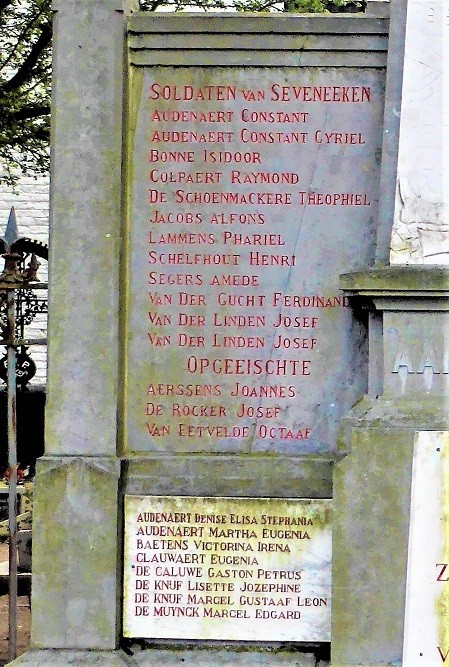 SOLDATEN VAN SEVENEEKEN
AUDENAERT CONSTANT
AUDENAERT CONSTANT CYRIEL
BONNE ISIDOOR
COLPAERT RAYMOND
DE SCHOENMACKERE THEOPHIEL
JACOBS ALFONS
LAMMENS PHARIEL
SCHELFHOUT HENRI
SEGERS AMEDE
VAN DER GUCHT FERDINAND
VAN DER LINDEN JOSEF
VAN DER LINDEN JOSEF
OPGEEISCHTE
AERSSENS JOANNES
DE ROCKER JOSEF
VAN EETVELDE OCTAAF
AUDENAERT DENISE ELISA STEPHANIA
AUDENAERT MARTHA EUGENIA
BAETENS VICTORINA IRENA
CLAUWAERT EUGENIA
DE CALUWE GASTON PETRUS
DE KNUF LISETTE JOZEPHINE
DE KNUF MARCEL GUSTAAF LEON
DE MUYNCK MARCEL EDGARD